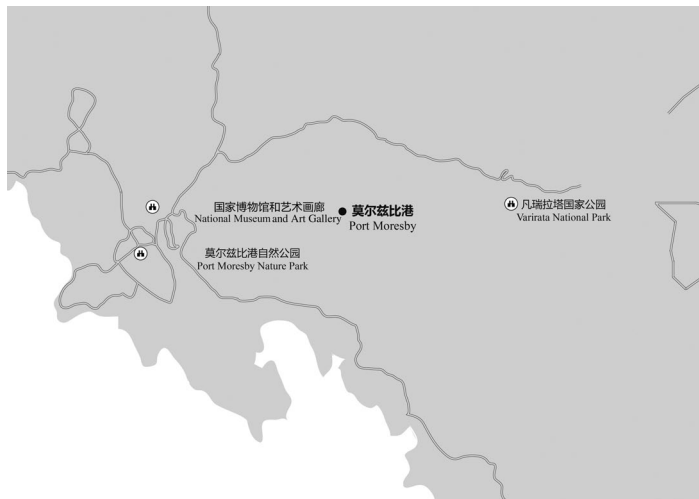 国家博物馆和艺术画廊
National Museum and Art Gallery
莫尔兹比港
Port Moresby
凡瑞拉塔国家公园
Varirata National Park
莫尔兹比港自然公园
Port Moresby Nature Park